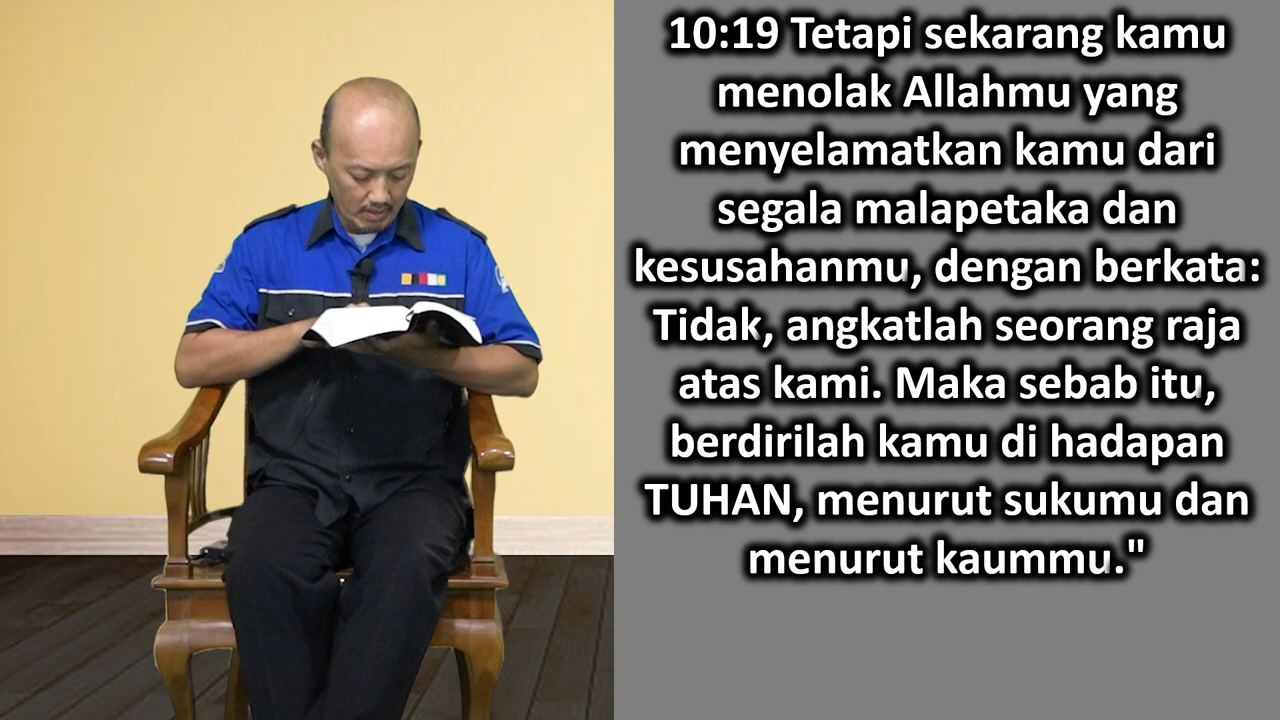 10:19 Tetapi sekarang kamu
menolak Allahmu yang
menyelamatkan kamu dari
segala malapetaka dan
kesusahanmu, dengan berkata:
Tidak, angkatlah seorang raja
atas kami. Maka sebab itu,
berdirilah kamu di hadapan
TUHAN, menurut sukumu dan
menurut kaummu."